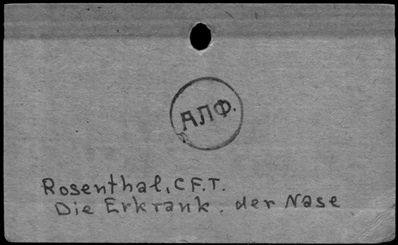 АЛФ.
Rosenthal, C F.T.
Die Erkrank. der Nase